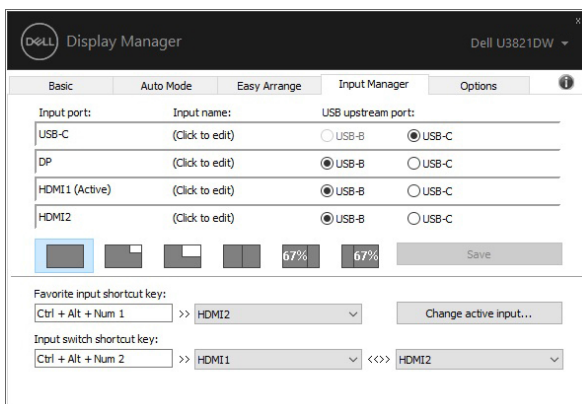 DELL Display Manager
Dell U3821DW
Basic Auto Mode Easy Arrange Input Manager Options
Input port: Input name: USB upstream port:
USB-C (Click to edit) USB-B USB-C
DP (Click to edit) USB-B USB-C
HDMI1 (Active) (Click to edit) USB-B USB-C
HDMI2 (Click to edit) USB-B USB-C
67% 67% Save
Favorite input shortcut key:
Ctrl + Alt + Num 1 >> HDMI2 Change active input...
Input switch shortcut key:
Ctrl + Alt + Num 2 >> HDMI1 <<>> HDMI2